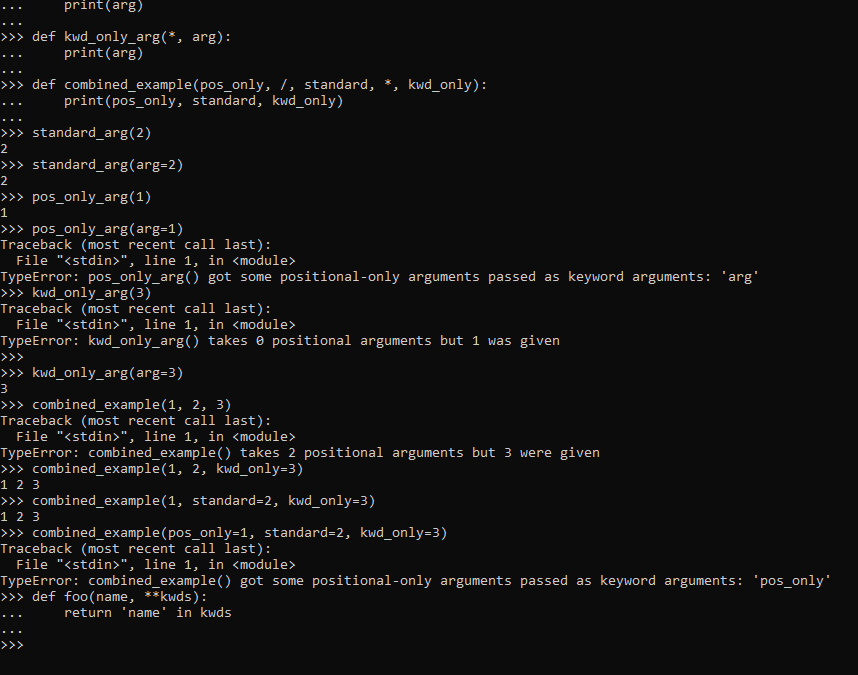 ...     print(arg)
...
>>> def kwd_only_arg(*, arg):
...     print(arg)
...
>>> def combined_example(pos_only, /, standard, *, kwd_only):
...     print(pos_only, standard, kwd_only)
...
>>> standard_arg(2)
2
>>> standard_arg(arg=2)
2
>>> pos_only_arg(1)
1
>>> pos_only_arg(arg=1)
Traceback (most recent call last):
  File "<stdin>", line 1, in <module>
TypeError: pos_only_arg() got some positional-only arguments passed as keyword arguments: 'arg'
>>> kwd_only_arg(3)
Traceback (most recent call last):
  File "<stdin>", line 1, in <module>
TypeError: kwd_only_arg() takes 0 positional arguments but 1 was given
>>>
>>> kwd_only_arg(arg=3)
3
>>> combined_example(1, 2, 3)
Traceback (most recent call last):
  File "<stdin>", line 1, in <module>
TypeError: combined_example() takes 2 positional arguments but 3 were given
>>> combined_example(1, 2, kwd_only=3)
1 2 3
>>> combined_example(1, standard=2, kwd_only=3)
1 2 3
>>> combined_example(pos_only=1, standard=2, kwd_only=3)
Traceback (most recent call last):
  File "<stdin>", line 1, in <module>
TypeError: combined_example() got some positional-only arguments passed as keyword arguments: 'pos_only'
>>> def foo(name, **kwds):
...     return 'name' in kwds
...
>>>